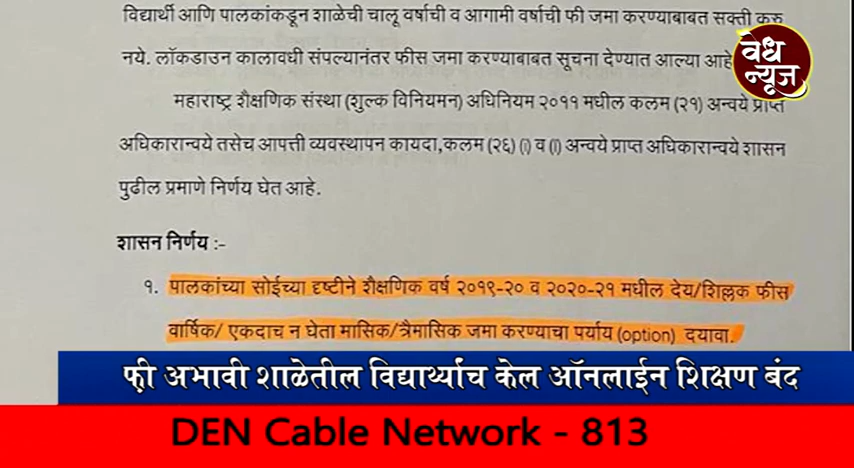 विद्यार्थी आणि पालकांकडून शाळेची चालू वर्षाची व आगामी वर्षाची फी जमा करण्याबाबत सक्ती करु
नये. लॉकडाउन कालावधी संपल्यानंतर फीस जमा करण्याबाबत सूचना देण्यात आल्या आहे
वेध
न्यूज
महाराष्ट्र शैक्षणिक संस्था (शुल्क विनियमन) अधिनियम २०११ मधील कलम (२१) अन्वये प्राप्त
अधिकारान्वये तसेच आपत्ती व्यवस्थापन कायदा,कलम (२६) (i) व (l) अन्वये प्राप्त अधिकारान्वये शासन
पुढील प्रमाणे निर्णय घेत आहे.
शासन निर्णय :-
१. पालकांच्या सोईच्या दृष्टीने शैक्षणिक वर्ष २०१९-२० व २०२०-२१ मधील देय/शिल्लक फीस
वार्षिक/ एकदाच न घेता मासिक/त्रैमासिक जमा करण्याचा पर्याय (option) दयावा.
फी अभावी शाळेतील विद्यार्थ्यांच केल ऑनलाईन शिक्षण बंद
DEN Cable Network - 813